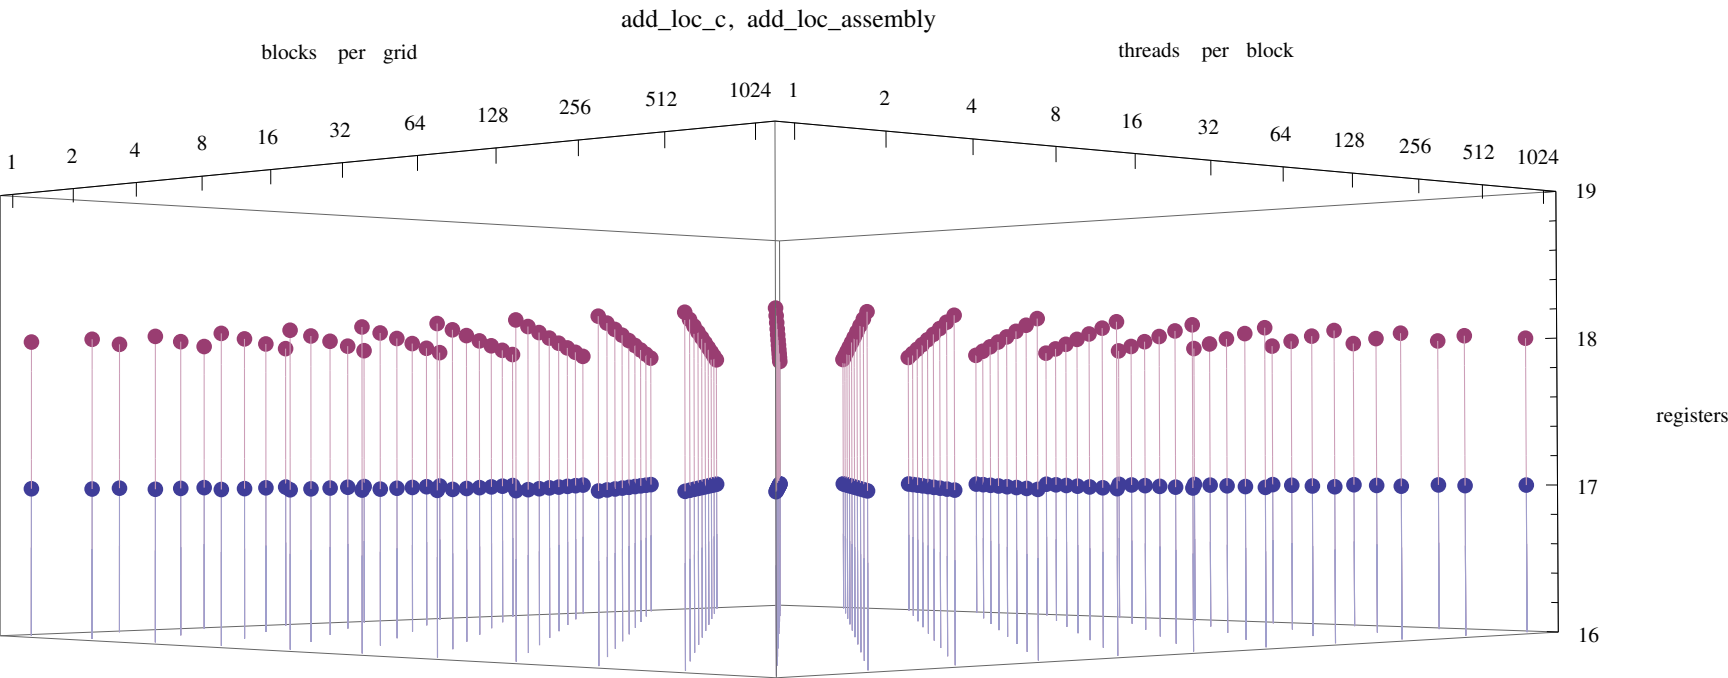 add_loc_c, add_loc_assembly
blocks per grid
threads per block
1 2 4 8 16 32 64 128 256 512 1024
1 2 4 8 16 32 64 128 256 512 1024
19
18
registers
17
16